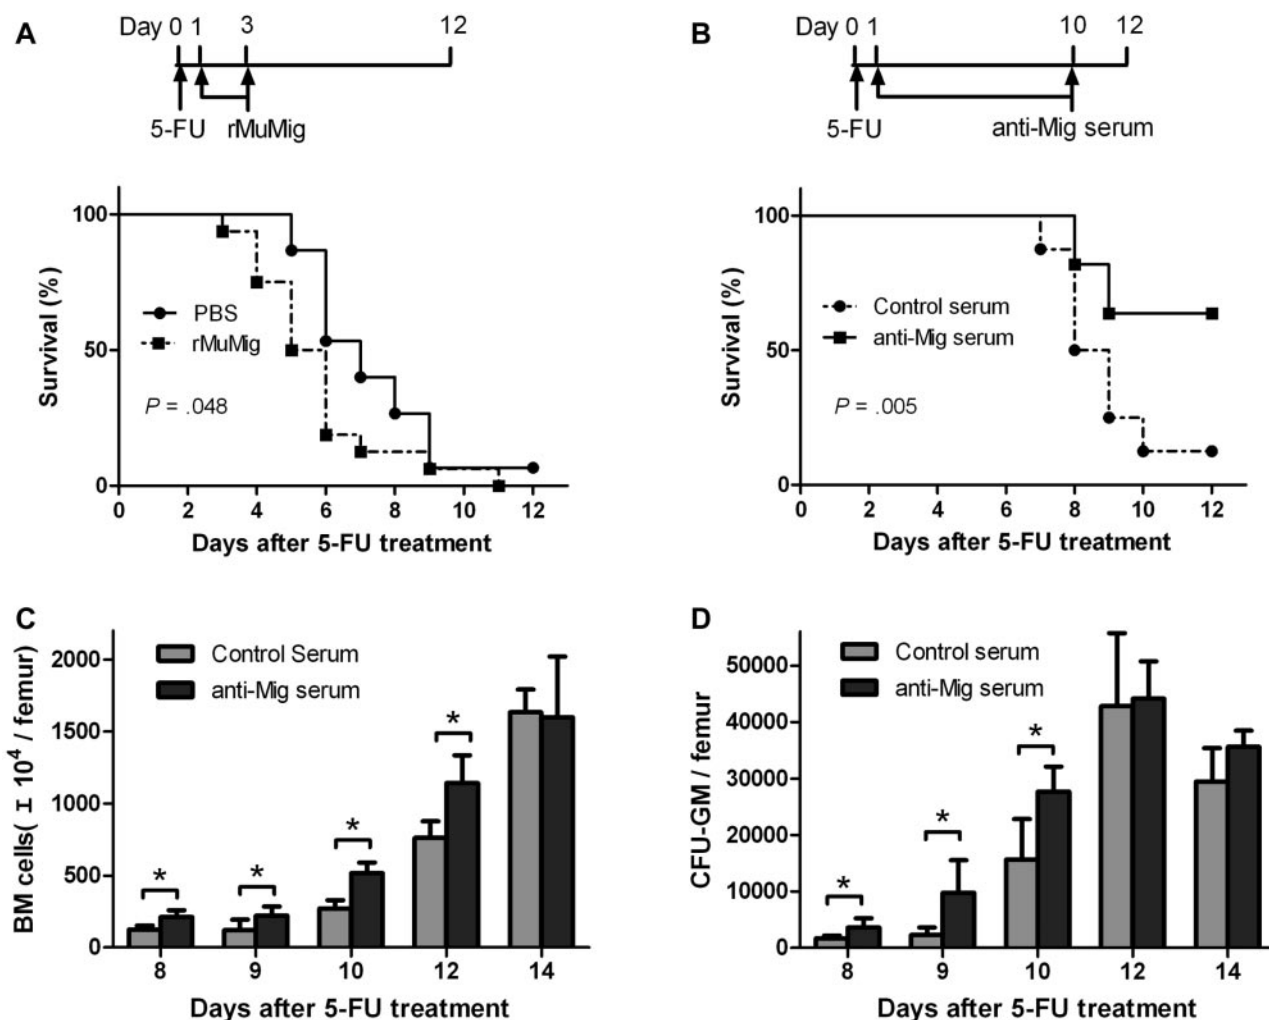 A
Day 0 1 3 12
5-FU rMuMig
100
50
0
Survival (%)
PBS
rMuMig
P = .048
0 2 4 6 8 10 12
Days after 5-FU treatment
B
Day 0 1 10 12
5-FU anti-Mig serum
100
50
0
Survival (%)
Control serum
anti-Mig serum
P = .005
0 2 4 6 8 10 12
Days after 5-FU treatment
C
2000
1500
1000
500
0
BM cells( I 10^4 / femur)
Control Serum
anti-Mig serum
* * * *
8 9 10 12 14
Days after 5-FU treatment
D
50000
40000
30000
20000
10000
0
CFU-GM / femur
Control serum
anti-Mig serum
* * *
8 9 10 12 14
Days after 5-FU treatment